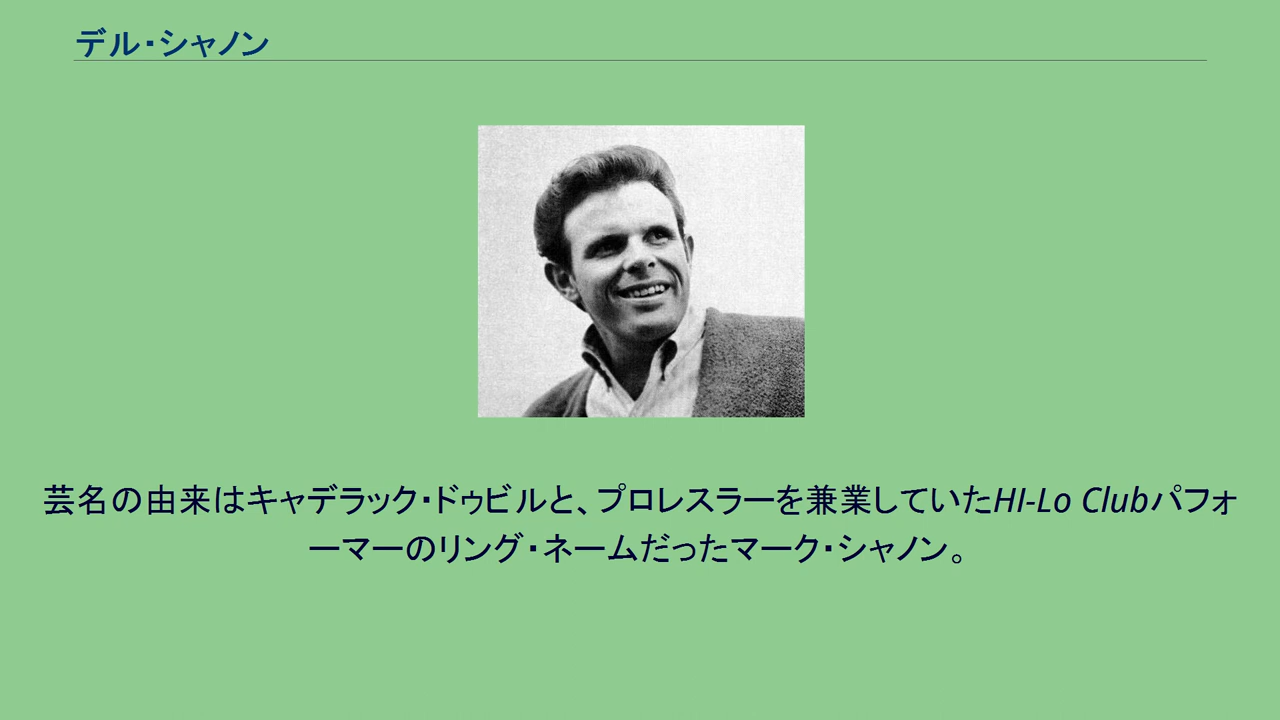 デル・シャノン
芸名の由来はキャデラック・ドゥビルと、プロレスラーを兼業していたHI-Lo Clubパフォ
ーマーのリング・ネームだったマーク・シャノン。